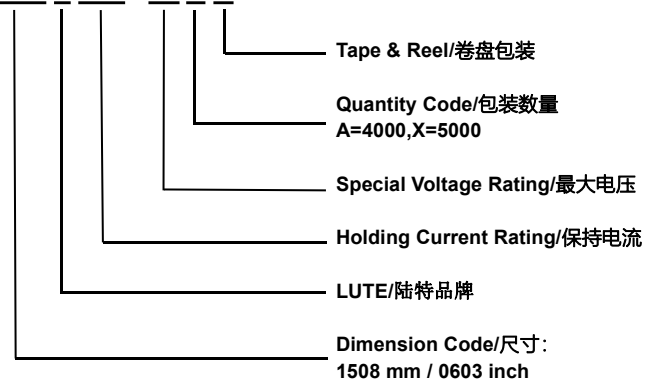 Tape & Reel/卷盘包装
Quantity Code/包装数量
A=4000,X=5000
Special Voltage Rating/最大电压
Holding Current Rating/保持电流
LUTE/陆特品牌
Dimension Code/尺寸：
1508 mm / 0603 inch